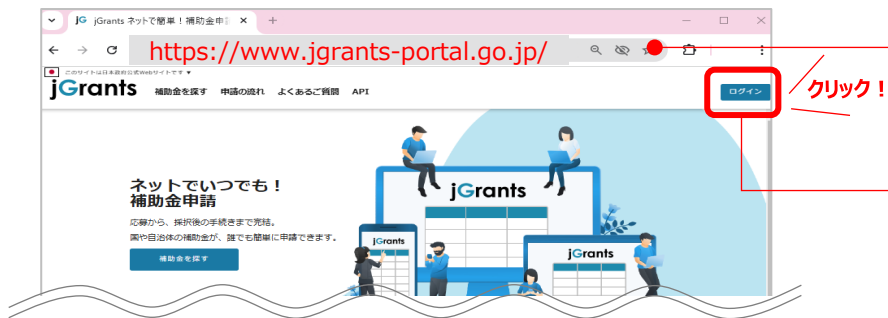 jGrants ネットで簡単！補助金申
https://www.jgrants-portal.go.jp/
このサイトは日本政府公式Webサイトです ▼
jGrants 補助金を探す 申請の流れ よくあるご質問 API
ログイン
クリック！
ネットでいつでも！
補助金申請
応募から、採択後の手続きまで完結。
国や自治体の補助金が、誰でも簡単に申請できます。
補助金を探す
jGrants
jGrants
jGrants